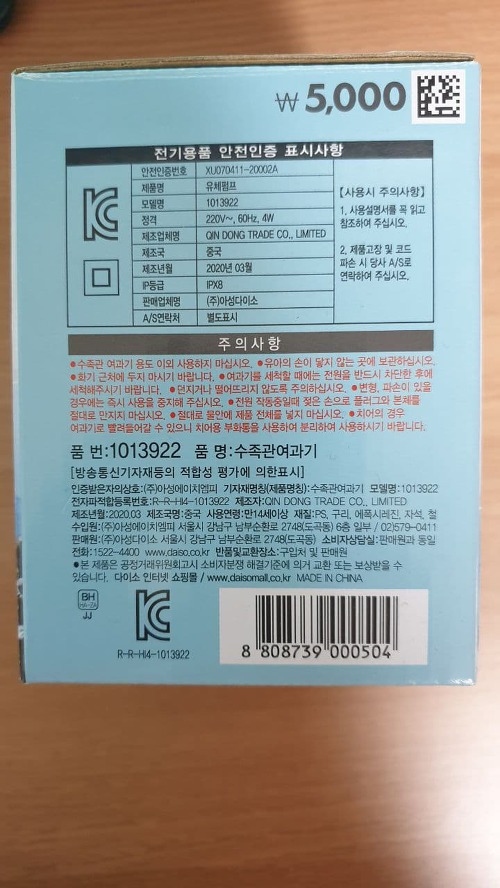 ₩ 5,000
전기용품 안전인증 표시사항
안전인증번호 XU070411-20002A
제품명 유체펌프
모델명 1013922
정격 220V~, 60Hz, 4W
제조업체명 QIN DONG TRADE CO., LIMITED
제조국 중국
제조년월 2020년 03월
IP등급 IPX8
판매업체명 (주)아성다이소
A/S연락처 별도표시
【사용시 주의사항】
1. 사용설명서를 꼭 읽고
참조하여 주십시오.
2. 제품고장 및 코드
파손 시 당사 A/S로
연락하여 주십시오.
주의사항
●수족관 여과기 용도 이외 사용하지 마십시오. ●유아의 손이 닿지 않는 곳에 보관하십시오.
●화기 근처에 두지 마시기 바랍니다. ●여과기를 세척할 때에는 전원을 반드시 차단한 후에
세척해주시기 바랍니다. ●던지거나 떨어뜨리지 않도록 주의하십시오. ●변형, 파손이 있을
경우에는 즉시 사용을 중지해 주십시오. ●전원 작동중일때 젖은 손으로 플러그와 본체를
절대로 만지지 마십시오. ●절대로 물안에 제품 전체를 넣지 마십시오. ●치어의 경우
여과기로 빨려들어갈 수 있으니 치어용 부화통을 사용하여 분리하여 사용하시기 바랍니다.
품 번:1013922 품 명:수족관여과기
[방송통신기자재등의 적합성 평가에 의한표시]
인증받은자의상호:(주)아성에이치엠피 기자재명칭(제품명칭):수족관여과기 모델명:1013922
전자파적합등록번호:R-R-HI4-1013922 제조자:QIN DONG TRADE CO., LIMITED
제조년월:2020.03 제조국명:중국 사용연령:만14세이상 재질:PS, 구리, 에폭시레진, 자석, 철
수입원:(주)아성에이치엠피 서울시 강남구 남부순환로 2748(도곡동) 6층 일부 / 02)579-0411
판매원:(주)아성다이소 서울시 강남구 남부순환로 2748(도곡동) 소비자상담실:판매원과 동일
전화:1522-4400 www.daiso.co.kr 반품및교환장소:구입처 및 판매원
●본 제품은 공정거래위원회고시 소비자분쟁 해결기준에 의거 교환 또는 보상받을 수
있습니다. 다이소 인터넷 쇼핑몰 / www.daisomall.co.kr MADE IN CHINA
BH
HA-ZA
JJ
R-R-HI4-1013922
8 808739 000504